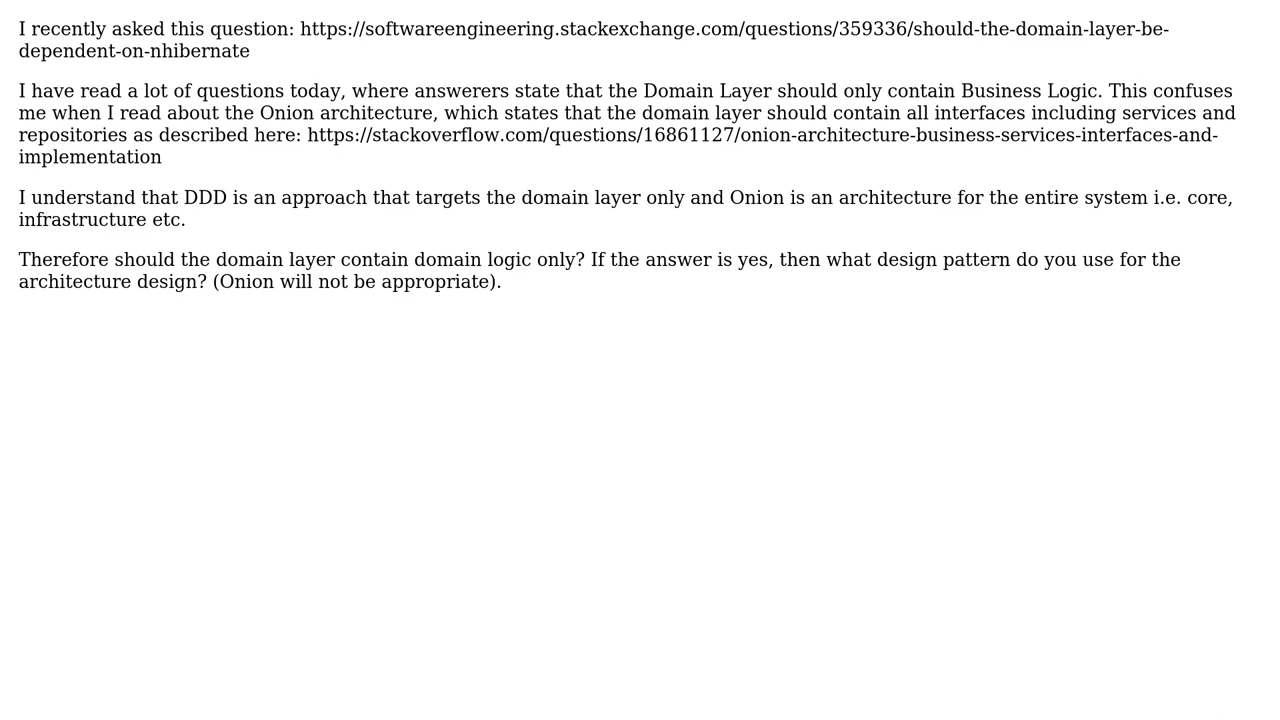 I recently asked this question: https://softwareengineering.stackexchange.com/questions/359336/should-the-domain-layer-be-
dependent-on-nhibernate
I have read a lot of questions today, where answerers state that the Domain Layer should only contain Business Logic. This confuses
me when I read about the Onion architecture, which states that the domain layer should contain all interfaces including services and
repositories as described here: https://stackoverflow.com/questions/16861127/onion-architecture-business-services-interfaces-and-
implementation
I understand that DDD is an approach that targets the domain layer only and Onion is an architecture for the entire system i.e. core,
infrastructure etc.
Therefore should the domain layer contain domain logic only? If the answer is yes, then what design pattern do you use for the
architecture design? (Onion will not be appropriate).